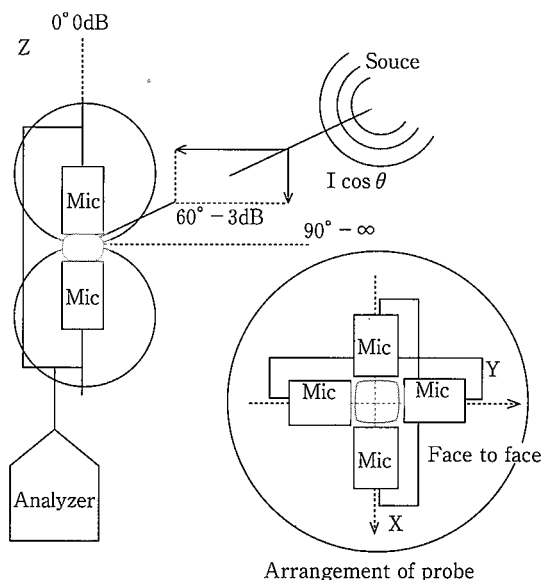 0° 0dB
Z
Souce
I cos θ
Mic
60° −3dB
90° −∞
Mic
Mic
Y
Mic
Mic
Mic
Face to face
Analyzer
X
Arrangement of probe